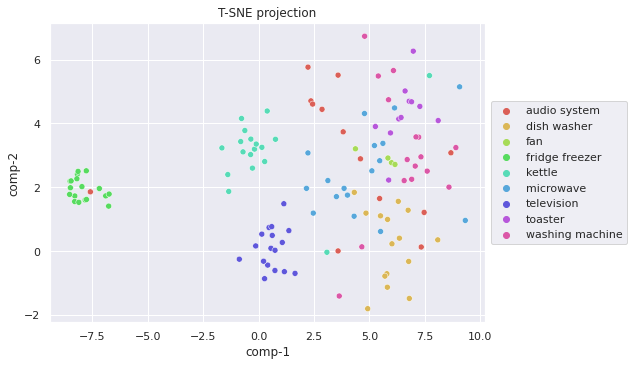 T-SNE projection
comp-2
6
4
2
0
−2
−7.5
−5.0
−2.5
0.0
2.5
5.0
7.5
10.0
comp-1
audio system
dish washer
fan
fridge freezer
kettle
microwave
television
toaster
washing machine